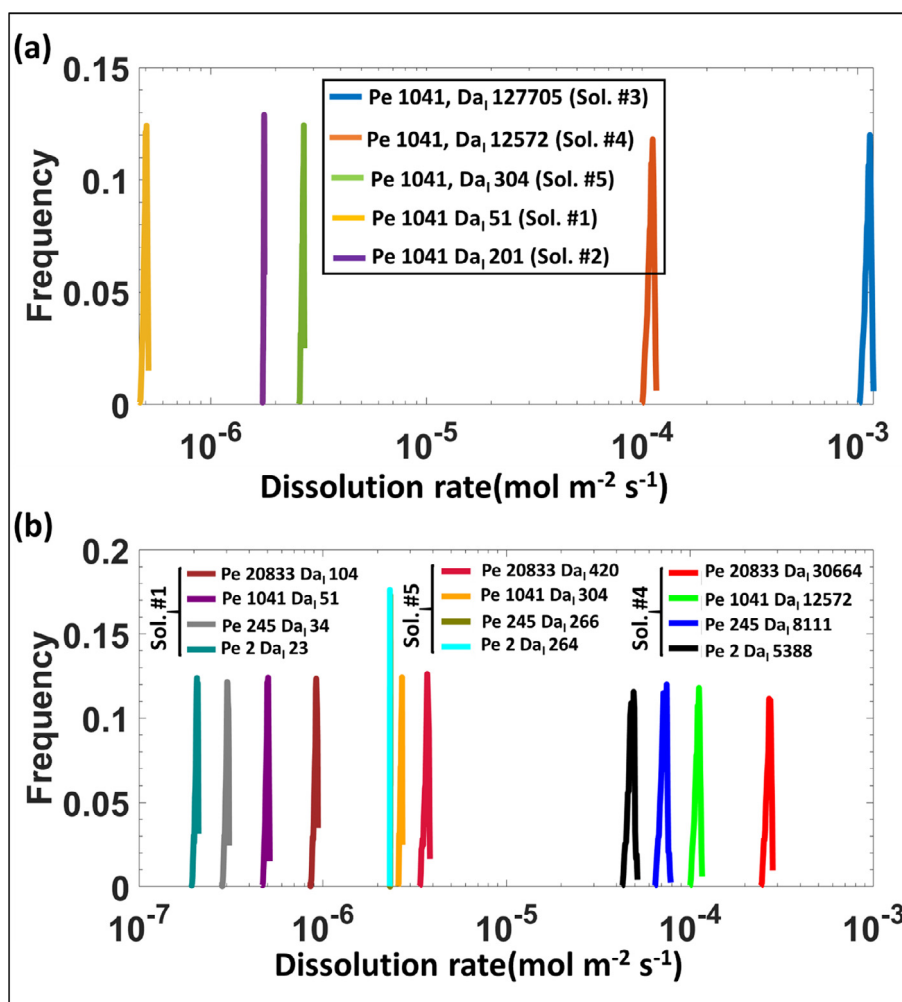 (a)
0.15
0.1
0.05
0
Frequency
Pe 1041, Da_I 127705 (Sol. #3)
Pe 1041, Da_I 12572 (Sol. #4)
Pe 1041, Da_I 304 (Sol. #5)
Pe 1041 Da_I 51 (Sol. #1)
Pe 1041 Da_I 201 (Sol. #2)
10^-6
10^-5
10^-4
10^-3
Dissolution rate(mol m^-2 s^-1)
(b)
0.2
0.15
0.1
0.05
0
Frequency
Sol. #1
Pe 20833 Da_I 104
Pe 1041 Da_I 51
Pe 245 Da_I 34
Pe 2 Da_I 23
Sol. #5
Pe 20833 Da_I 420
Pe 1041 Da_I 304
Pe 245 Da_I 266
Pe 2 Da_I 264
Sol. #4
Pe 20833 Da_I 30664
Pe 1041 Da_I 12572
Pe 245 Da_I 8111
Pe 2 Da_I 5388
10^-7
10^-6
10^-5
10^-4
10^-3
Dissolution rate(mol m^-2 s^-1)